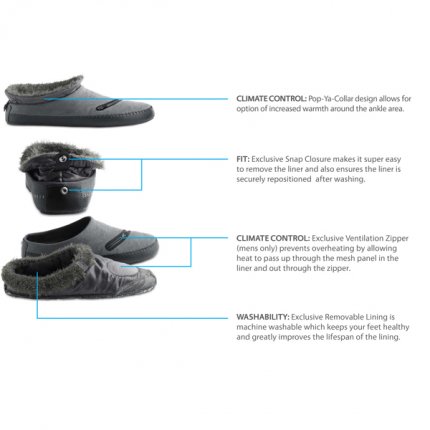 CLIMATE CONTROL: Pop-Ya-Collar design allows for
option of increased warmth around the ankle area.
FIT: Exclusive Snap Closure makes it super easy
to remove the liner and also ensures the liner is
securely repositioned after washing.
CLIMATE CONTROL: Exclusive Ventilation Zipper
(mens only) prevents overheating by allowing
heat to pass up through the mesh panel in the
liner and out through the zipper.
WASHABILITY: Exclusive Removable Lining is
machine washable which keeps your feet healthy
and greatly improves the lifespan of the lining.